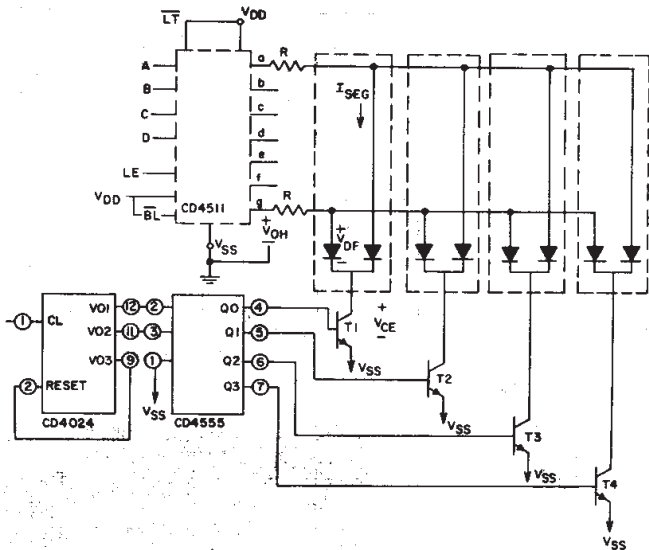 LT
VDD
A
a
R
B
b
ISEG
C
c
D
d
e
LE
f
VDD
BL
CD4511
g
R
+
VOH
-
+
VDF
-
VSS
1
CL
VO1
12
2
Q0
4
VO2
11
3
Q1
5
VO3
9
1
Q2
6
2
RESET
VSS
Q3
7
CD4024
CD4555
T1
+
VCE
-
VSS
T2
VSS
T3
VSS
T4
VSS